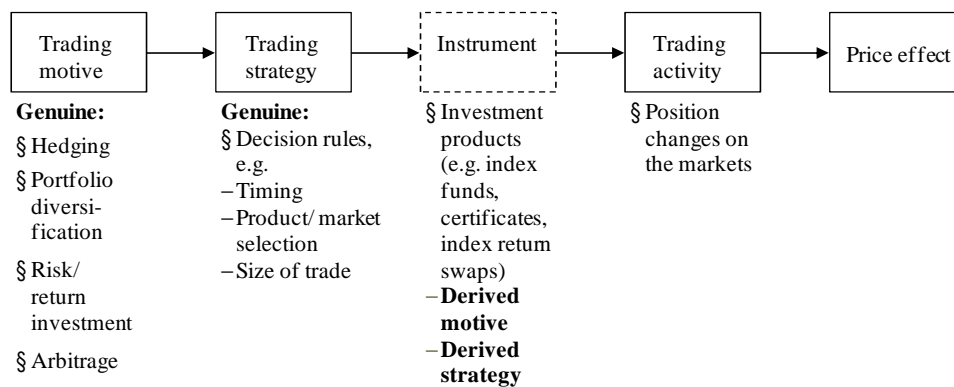 Trading
motive
Trading
strategy
Instrument
Trading
activity
Price effect
Genuine:
§ Hedging
§ Portfolio
diversi-
fication
§ Risk/
return
investment
§ Arbitrage
Genuine:
§ Decision rules,
e.g.
– Timing
– Product/ market
selection
– Size of trade
§ Investment
products
(e.g. index
funds,
certificates,
index return
swaps)
– Derived
motive
– Derived
strategy
§ Position
changes on
the markets